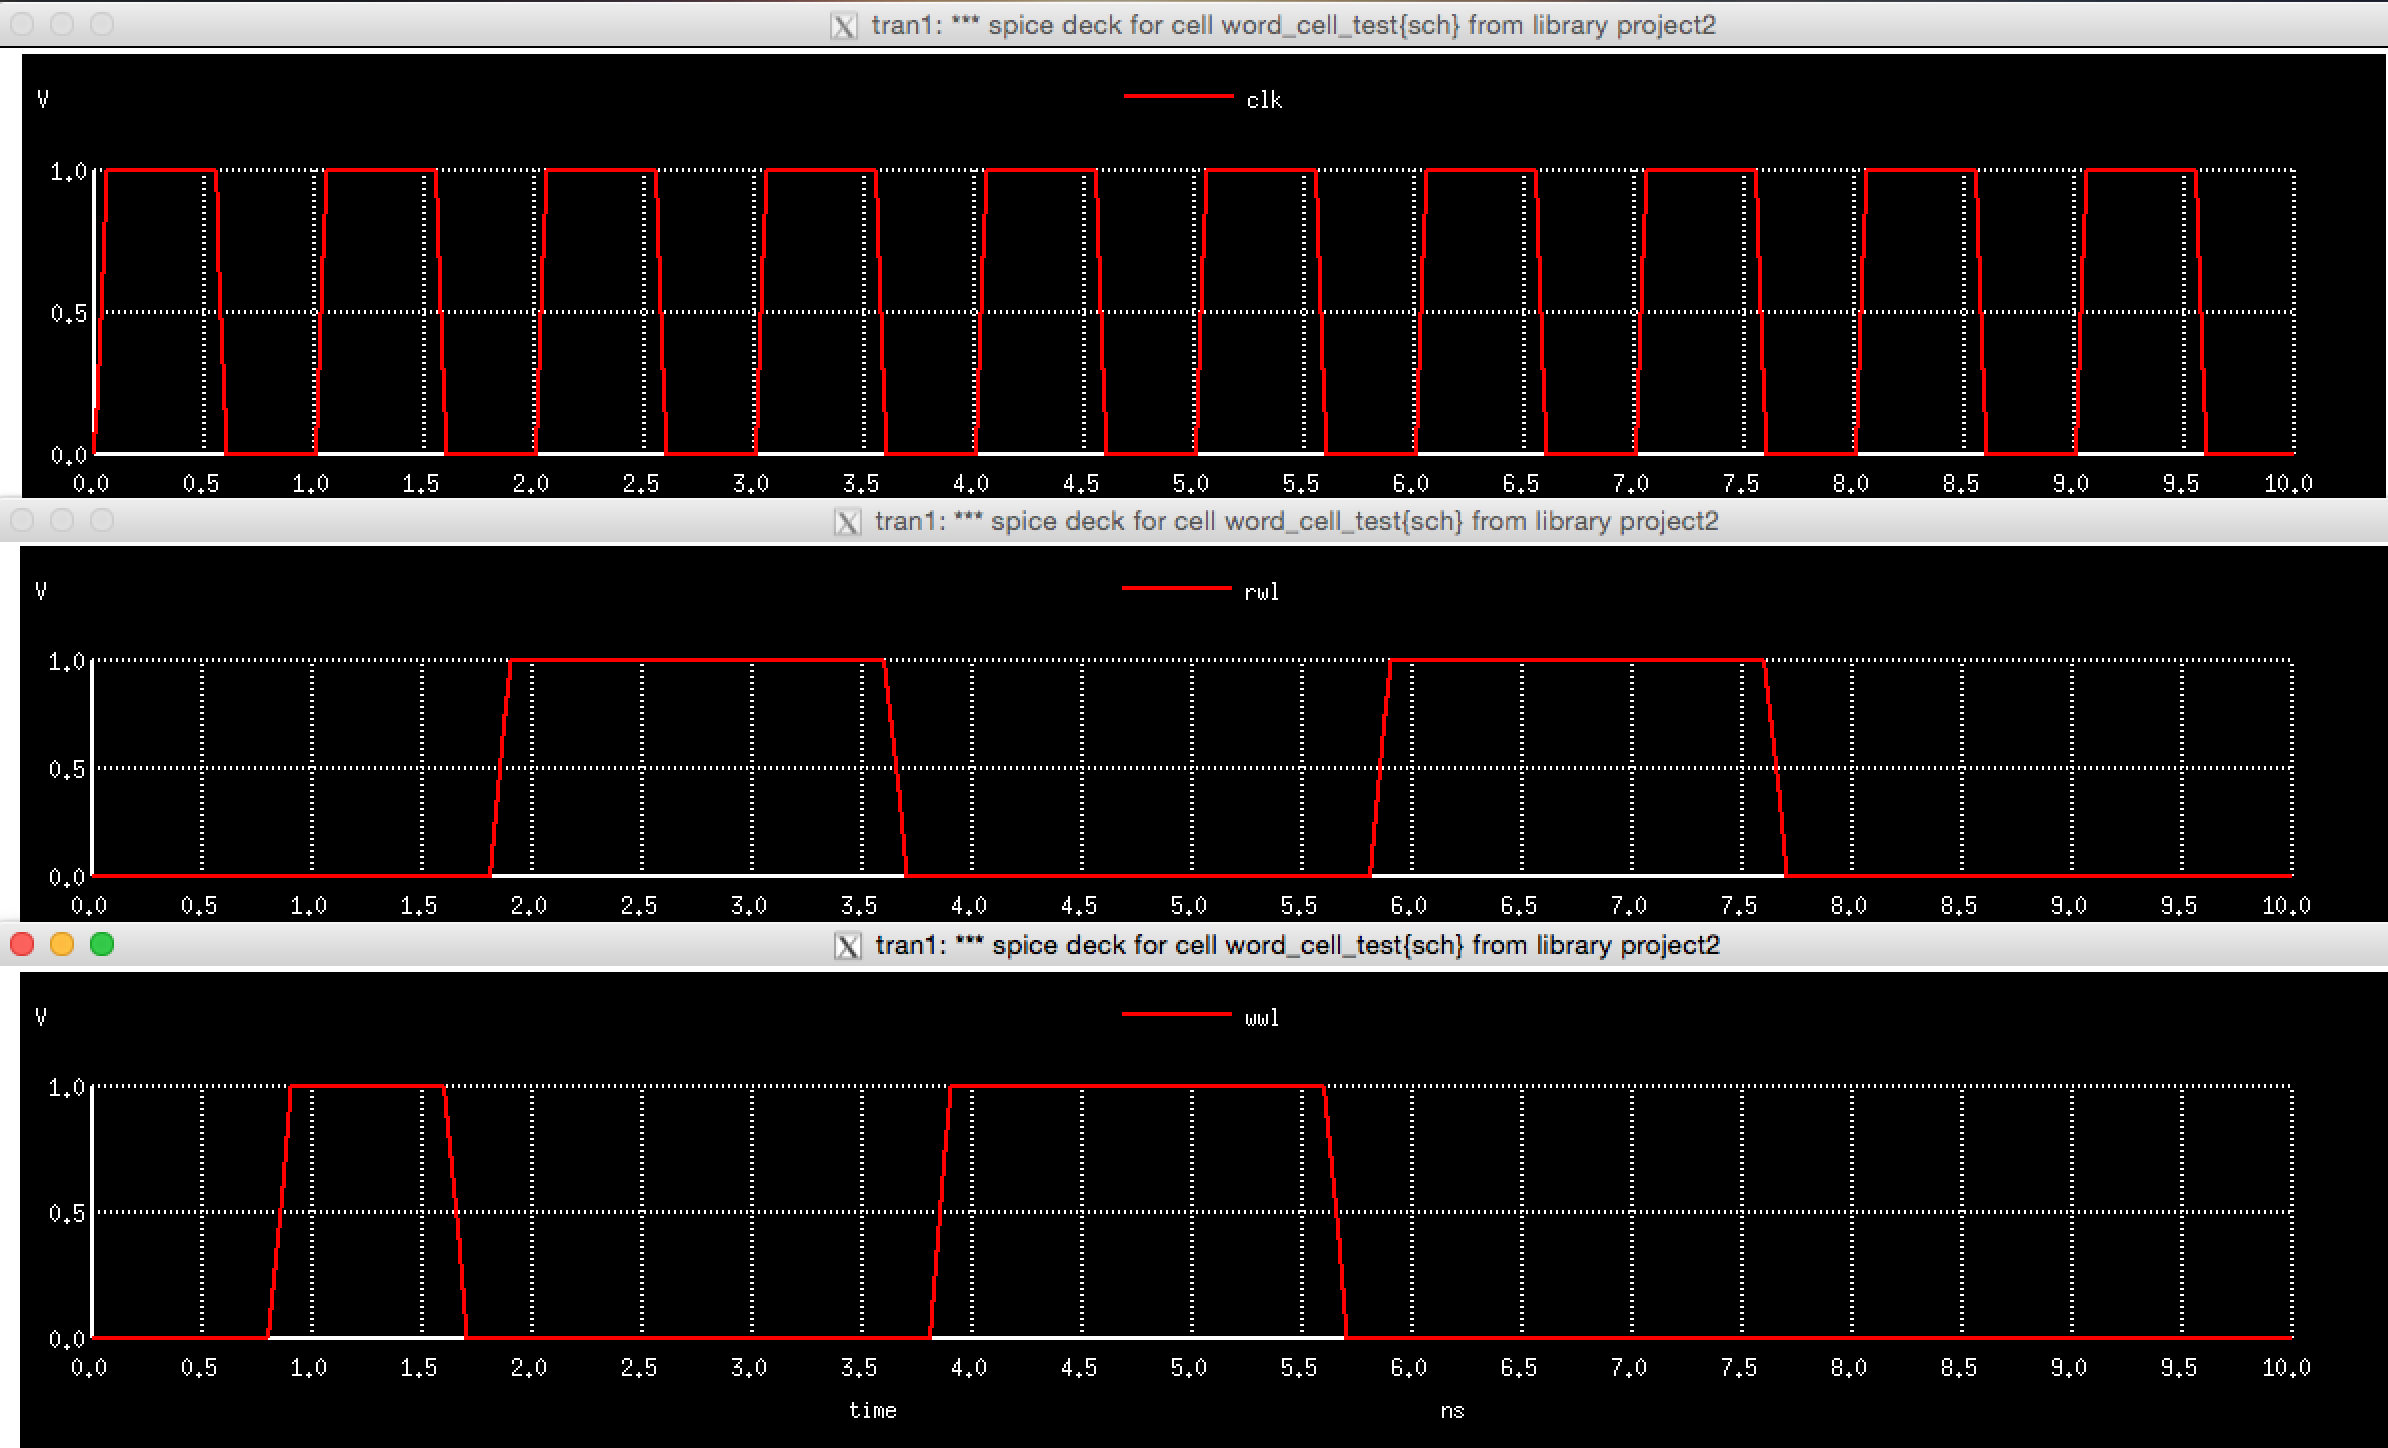 tran1: *** spice deck for cell word_cell_test{sch} from library project2
V clk
1.0
0.5
0.0
0.0 0.5 1.0 1.5 2.0 2.5 3.0 3.5 4.0 4.5 5.0 5.5 6.0 6.5 7.0 7.5 8.0 8.5 9.0 9.5 10.0
tran1: *** spice deck for cell word_cell_test{sch} from library project2
V rwl
1.0
0.5
0.0
0.0 0.5 1.0 1.5 2.0 2.5 3.0 3.5 4.0 4.5 5.0 5.5 6.0 6.5 7.0 7.5 8.0 8.5 9.0 9.5 10.0
tran1: *** spice deck for cell word_cell_test{sch} from library project2
V wwl
1.0
0.5
0.0
0.0 0.5 1.0 1.5 2.0 2.5 3.0 3.5 4.0 4.5 5.0 5.5 6.0 6.5 7.0 7.5 8.0 8.5 9.0 9.5 10.0
time ns